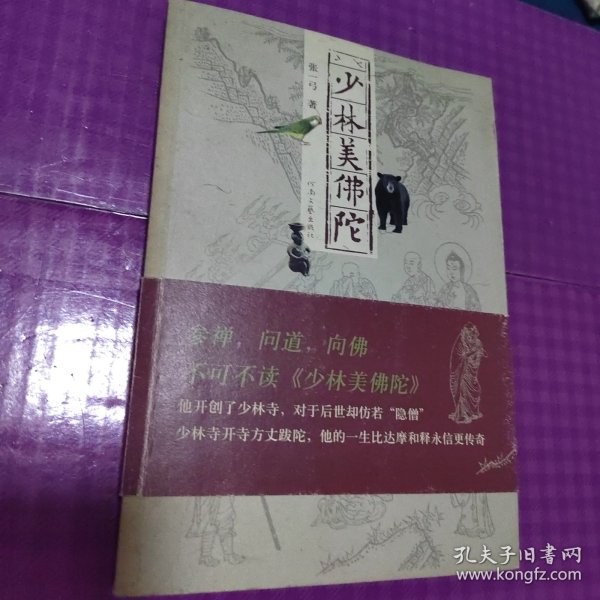 少林美佛陀
张一弓 著
河南文艺出版社
参禅，问道，向佛
不可不读《少林美佛陀》
他开创了少林寺，对于后世却仿若“隐僧”
少林寺开寺方丈跋陀，他的一生比达摩和释永信更传奇
孔夫子旧书网
www.kongfz.com